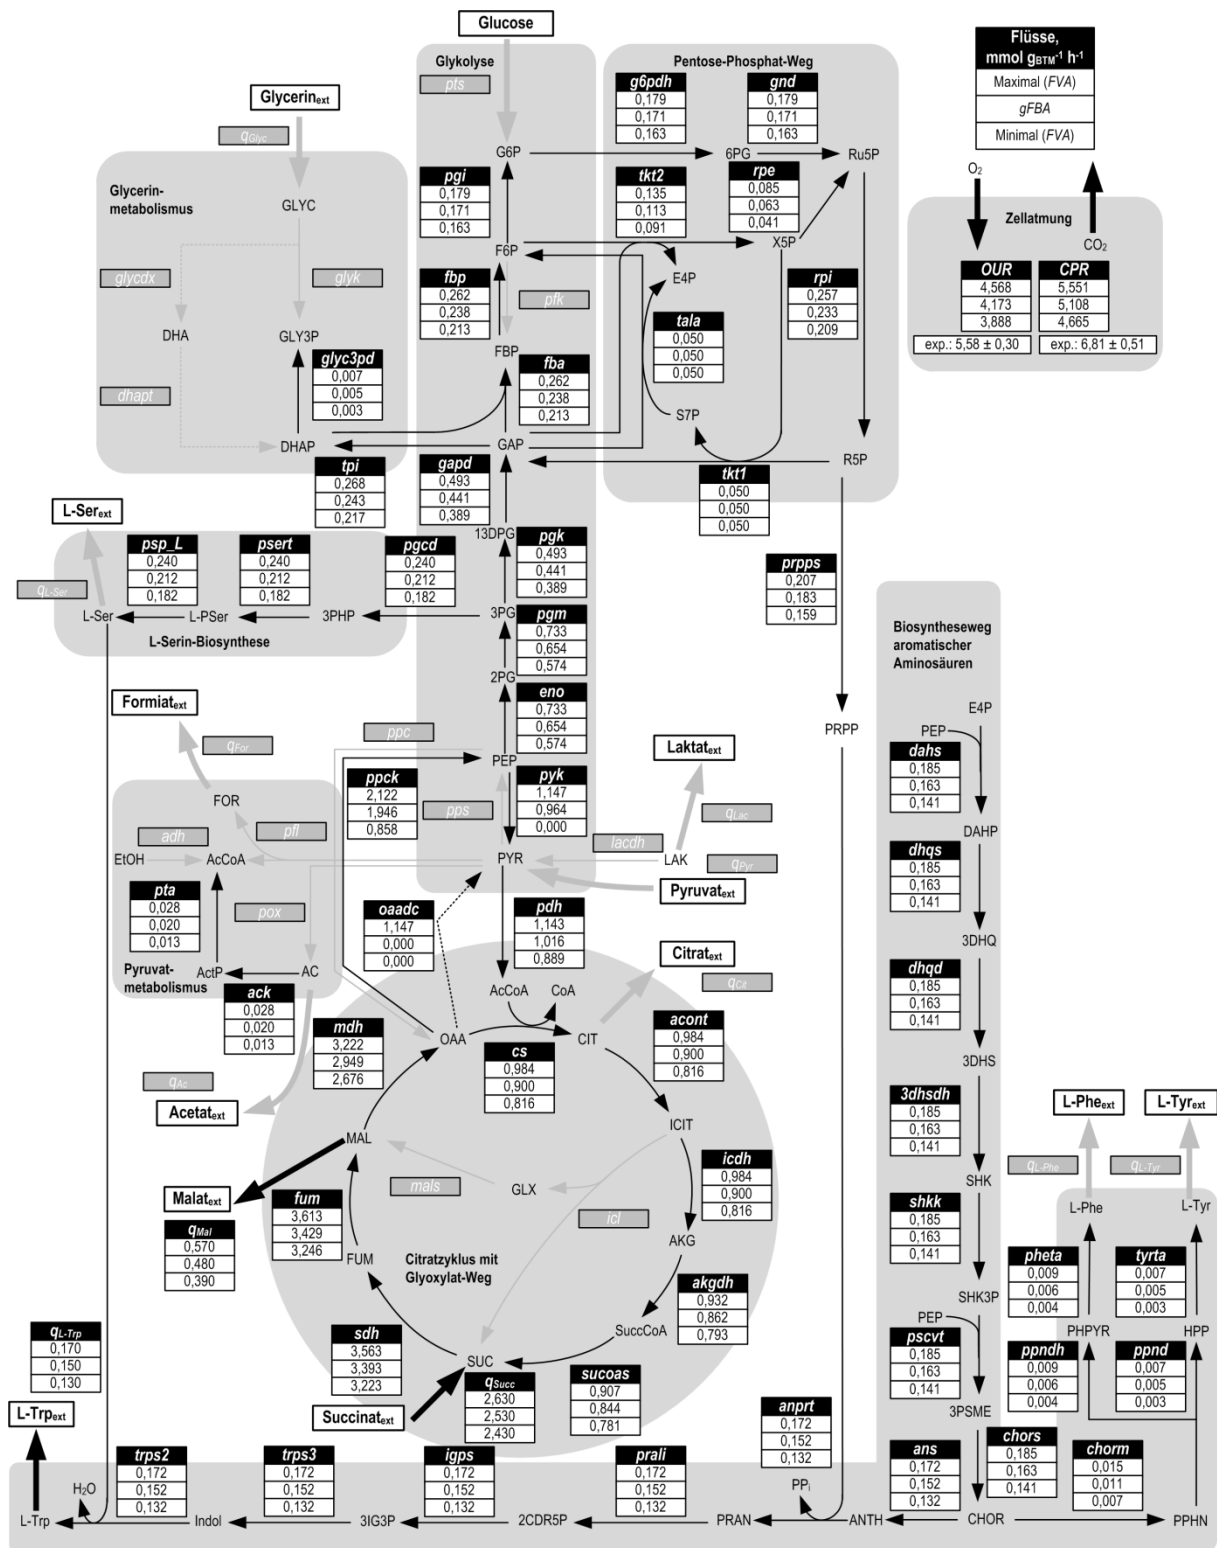 Glucose
Glykolyse
Pentose-Phosphat-Weg
Flüsse,
mmol gBTM⁻¹ h⁻¹
Maximal (FVA)
gFBA
Minimal (FVA)
pts
g6pdh
0,179
0,171
0,163
gnd
0,179
0,171
0,163
Glycerinext
qGlyc
G6P
6PG
Ru5P
O₂
Glycerin-
metabolismus
GLYC
pgi
0,179
0,171
0,163
tkt2
0,135
0,113
0,091
rpe
0,085
0,063
0,041
Zellatmung
CO₂
F6P
X5P
E4P
glycdx
glyk
fbp
0,262
0,238
0,213
pfk
rpi
0,257
0,233
0,209
OUR
4,568
4,173
3,888
exp.: 5,58 ± 0,30
CPR
5,551
5,108
4,665
exp.: 6,81 ± 0,51
DHA
GLY3P
tala
0,050
0,050
0,050
FBP
glyc3pd
0,007
0,005
0,003
fba
0,262
0,238
0,213
dhapt
S7P
DHAP
GAP
R5P
tpi
0,268
0,243
0,217
gapd
0,493
0,441
0,389
tkt1
0,050
0,050
0,050
L-Serext
13DPG
psp_L
0,240
0,212
0,182
psert
0,240
0,212
0,182
pgcd
0,240
0,212
0,182
pgk
0,493
0,441
0,389
prpps
0,207
0,183
0,159
qL-Ser
L-Ser
L-PSer
3PHP
3PG
L-Serin-Biosynthese
pgm
0,733
0,654
0,574
Biosyntheseweg
aromatischer
Aminosäuren
2PG
Formiatext
eno
0,733
0,654
0,574
E4P
PEP
qFor
ppc
PRPP
Laktatext
dahs
0,185
0,163
0,141
PEP
ppck
2,122
1,946
0,858
pyk
1,147
0,964
0,000
FOR
pps
qLac
adh
pfl
lacdh
DAHP
EtOH
AcCoA
PYR
LAK
qPyr
Pyruvatext
dhqs
0,185
0,163
0,141
pta
0,028
0,020
0,013
pox
oaadc
1,147
0,000
0,000
pdh
1,143
1,016
0,889
3DHQ
Citratext
qCit
Pyruvat-
metabolismus
ActP
AC
AcCoA
CoA
dhqd
0,185
0,163
0,141
ack
0,028
0,020
0,013
mdh
3,222
2,949
2,676
OAA
CIT
acont
0,984
0,900
0,816
cs
0,984
0,900
0,816
3DHS
qAc
Acetatext
3dhsdh
0,185
0,163
0,141
L-Pheext
L-Tyrext
MAL
ICIT
icdh
0,984
0,900
0,816
qL-Phe
qL-Tyr
mals
GLX
SHK
Malatext
fum
3,613
3,429
3,246
icl
shkk
0,185
0,163
0,141
L-Phe
L-Tyr
qMal
0,570
0,480
0,390
AKG
FUM
Citratzyklus mit
Glyoxylat-Weg
pheta
0,009
0,006
0,004
tyrta
0,007
0,005
0,003
akgdh
0,932
0,862
0,793
SHK3P
PEP
SuccCoA
PHPYR
HPP
qL-Trp
0,170
0,150
0,130
sdh
3,563
3,393
3,223
pscvt
0,185
0,163
0,141
ppndh
0,009
0,006
0,004
ppnd
0,007
0,005
0,003
SUC
qSucc
2,630
2,530
2,430
sucoas
0,907
0,844
0,781
anprt
0,172
0,152
0,132
3PSME
L-Trpext
Succinatext
trps2
0,172
0,152
0,132
trps3
0,172
0,152
0,132
igps
0,172
0,152
0,132
prali
0,172
0,152
0,132
ans
0,172
0,152
0,132
chors
0,185
0,163
0,141
chorm
0,015
0,011
0,007
H₂O
PPi
L-Trp
Indol
3IG3P
2CDR5P
PRAN
ANTH
CHOR
PPHN